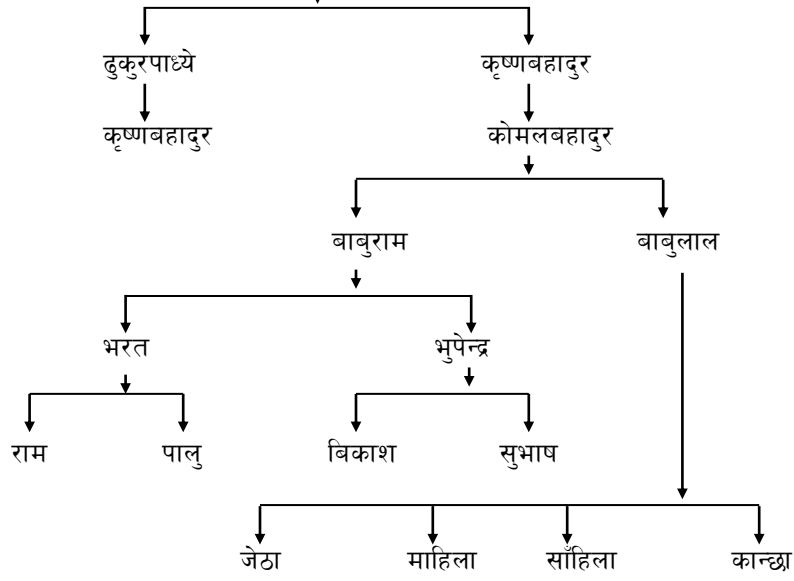 ढुकुरपाध्ये कृष्णबहादुर
कृष्णबहादुर कोमलबहादुर
बाबुराम बाबुलाल
भरत भुपेन्द्र
राम पालु बिकाश सुभाष
जेठा माहिला साँहिला कान्छा